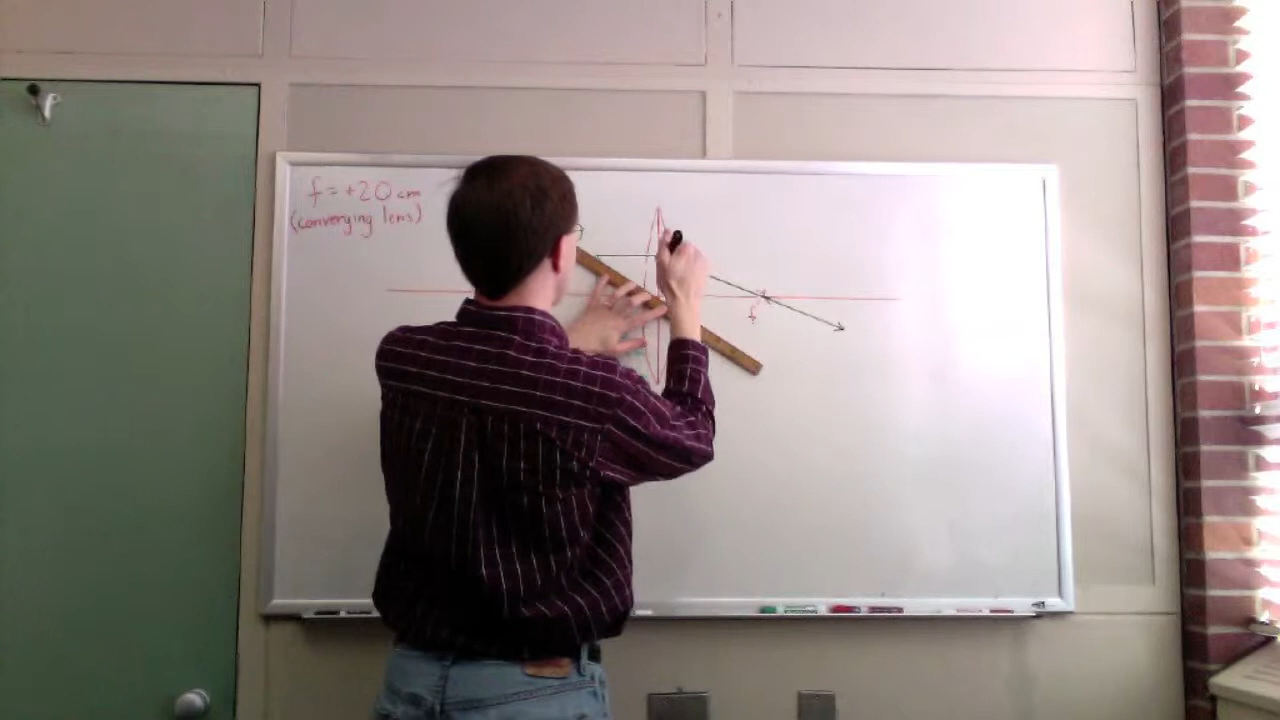 f = +20 cm
(converging lens)
f